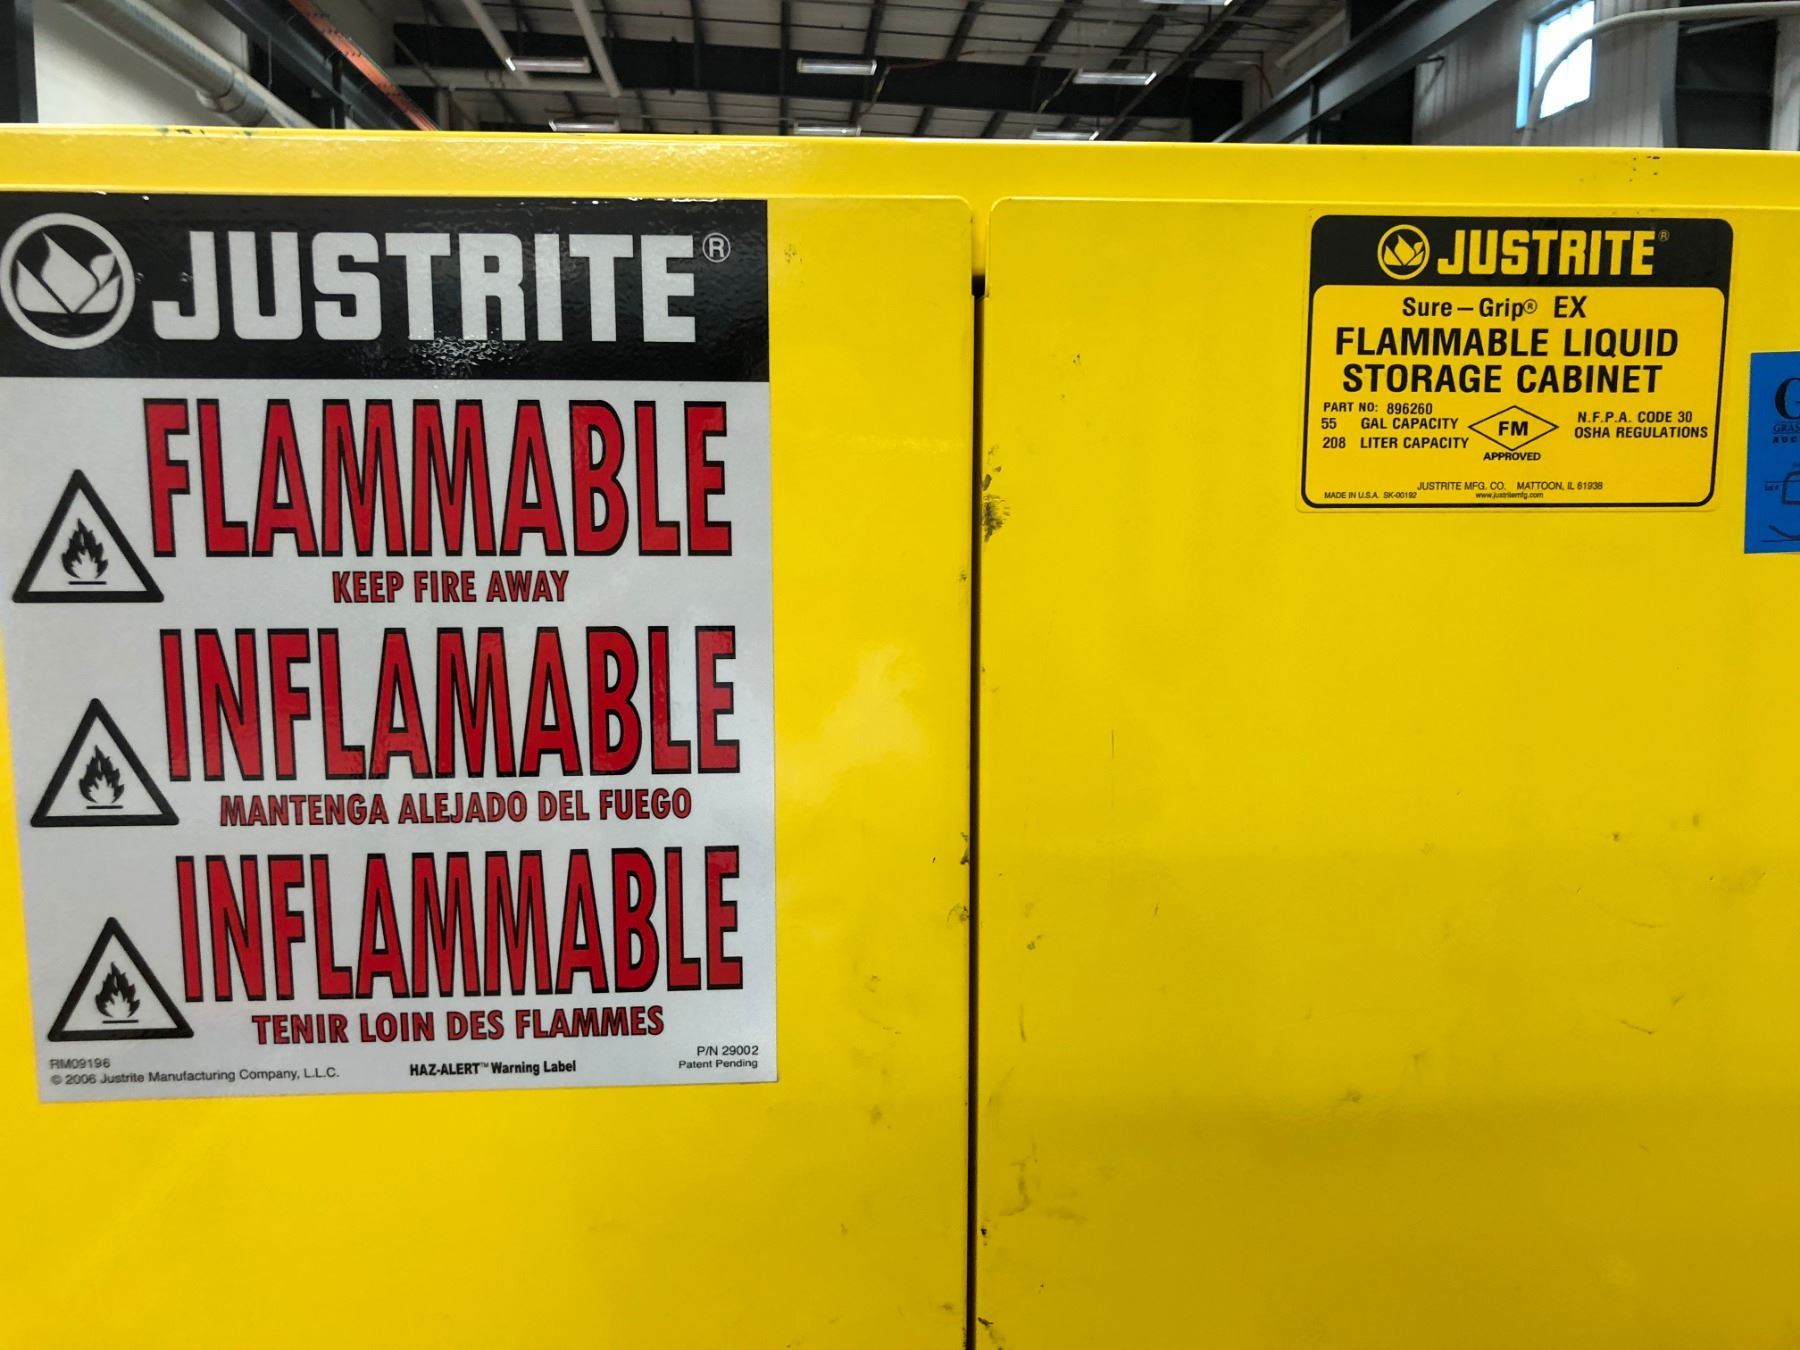 JUSTRITE®
FLAMMABLE
KEEP FIRE AWAY
INFLAMABLE
MANTENGA ALEJADO DEL FUEGO
INFLAMMABLE
TENIR LOIN DES FLAMMES
RM09196
© 2006 Justrite Manufacturing Company, L.L.C.
HAZ-ALERT™ Warning Label
P/N 29002
Patent Pending
JUSTRITE®
Sure – Grip® EX
FLAMMABLE LIQUID
STORAGE CABINET
PART NO: 896260
55 GAL CAPACITY
208 LITER CAPACITY
FM
APPROVED
N.F.P.A. CODE 30
OSHA REGULATIONS
JUSTRITE MFG. CO. MATTOON, IL 61938
MADE IN U.S.A. SK-00192
www.justritemfg.com